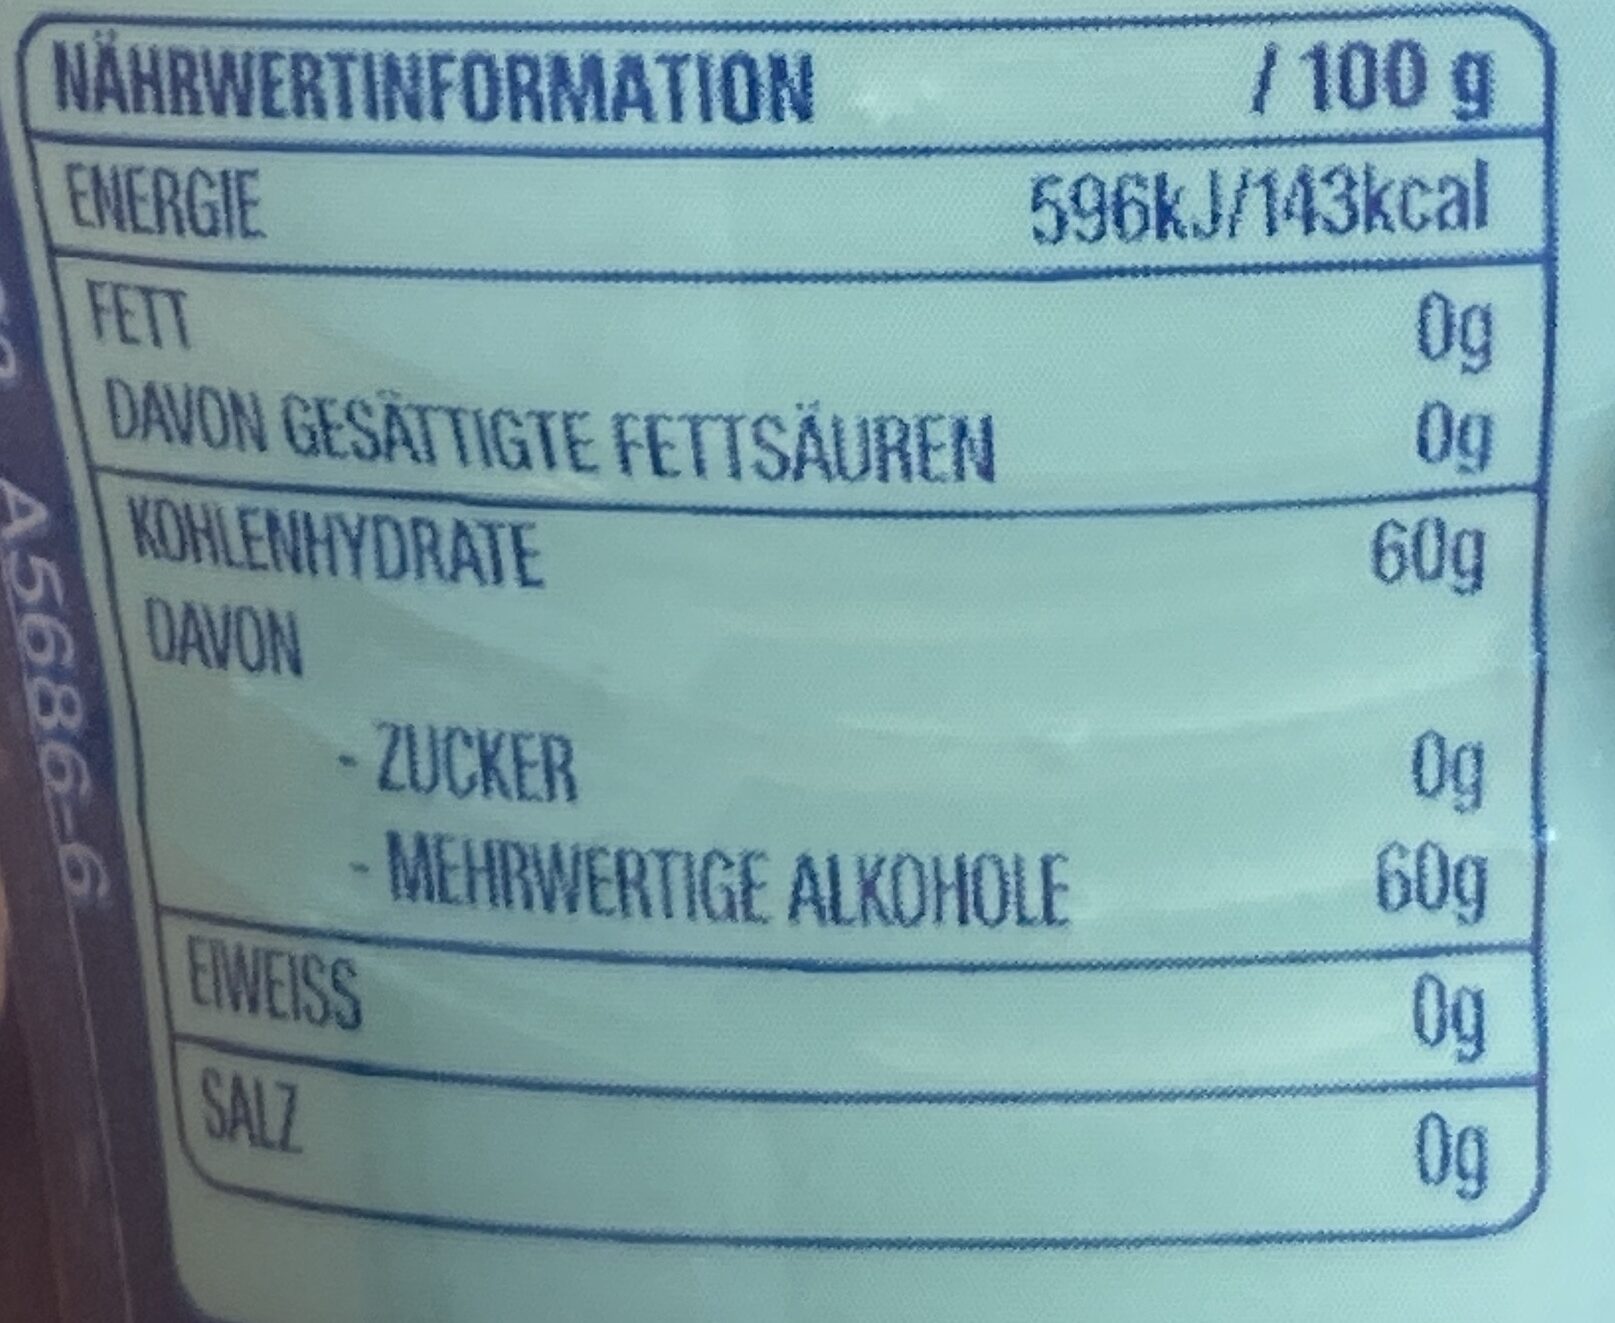 NÄHRWERTINFORMATION / 100 g
ENERGIE 596kJ/143kcal
FETT 0g
DAVON GESÄTTIGTE FETTSÄUREN 0g
KOHLENHYDRATE 60g
DAVON
- ZUCKER 0g
- MEHRWERTIGE ALKOHOLE 60g
EIWEISS 0g
SALZ 0g
A5686-6